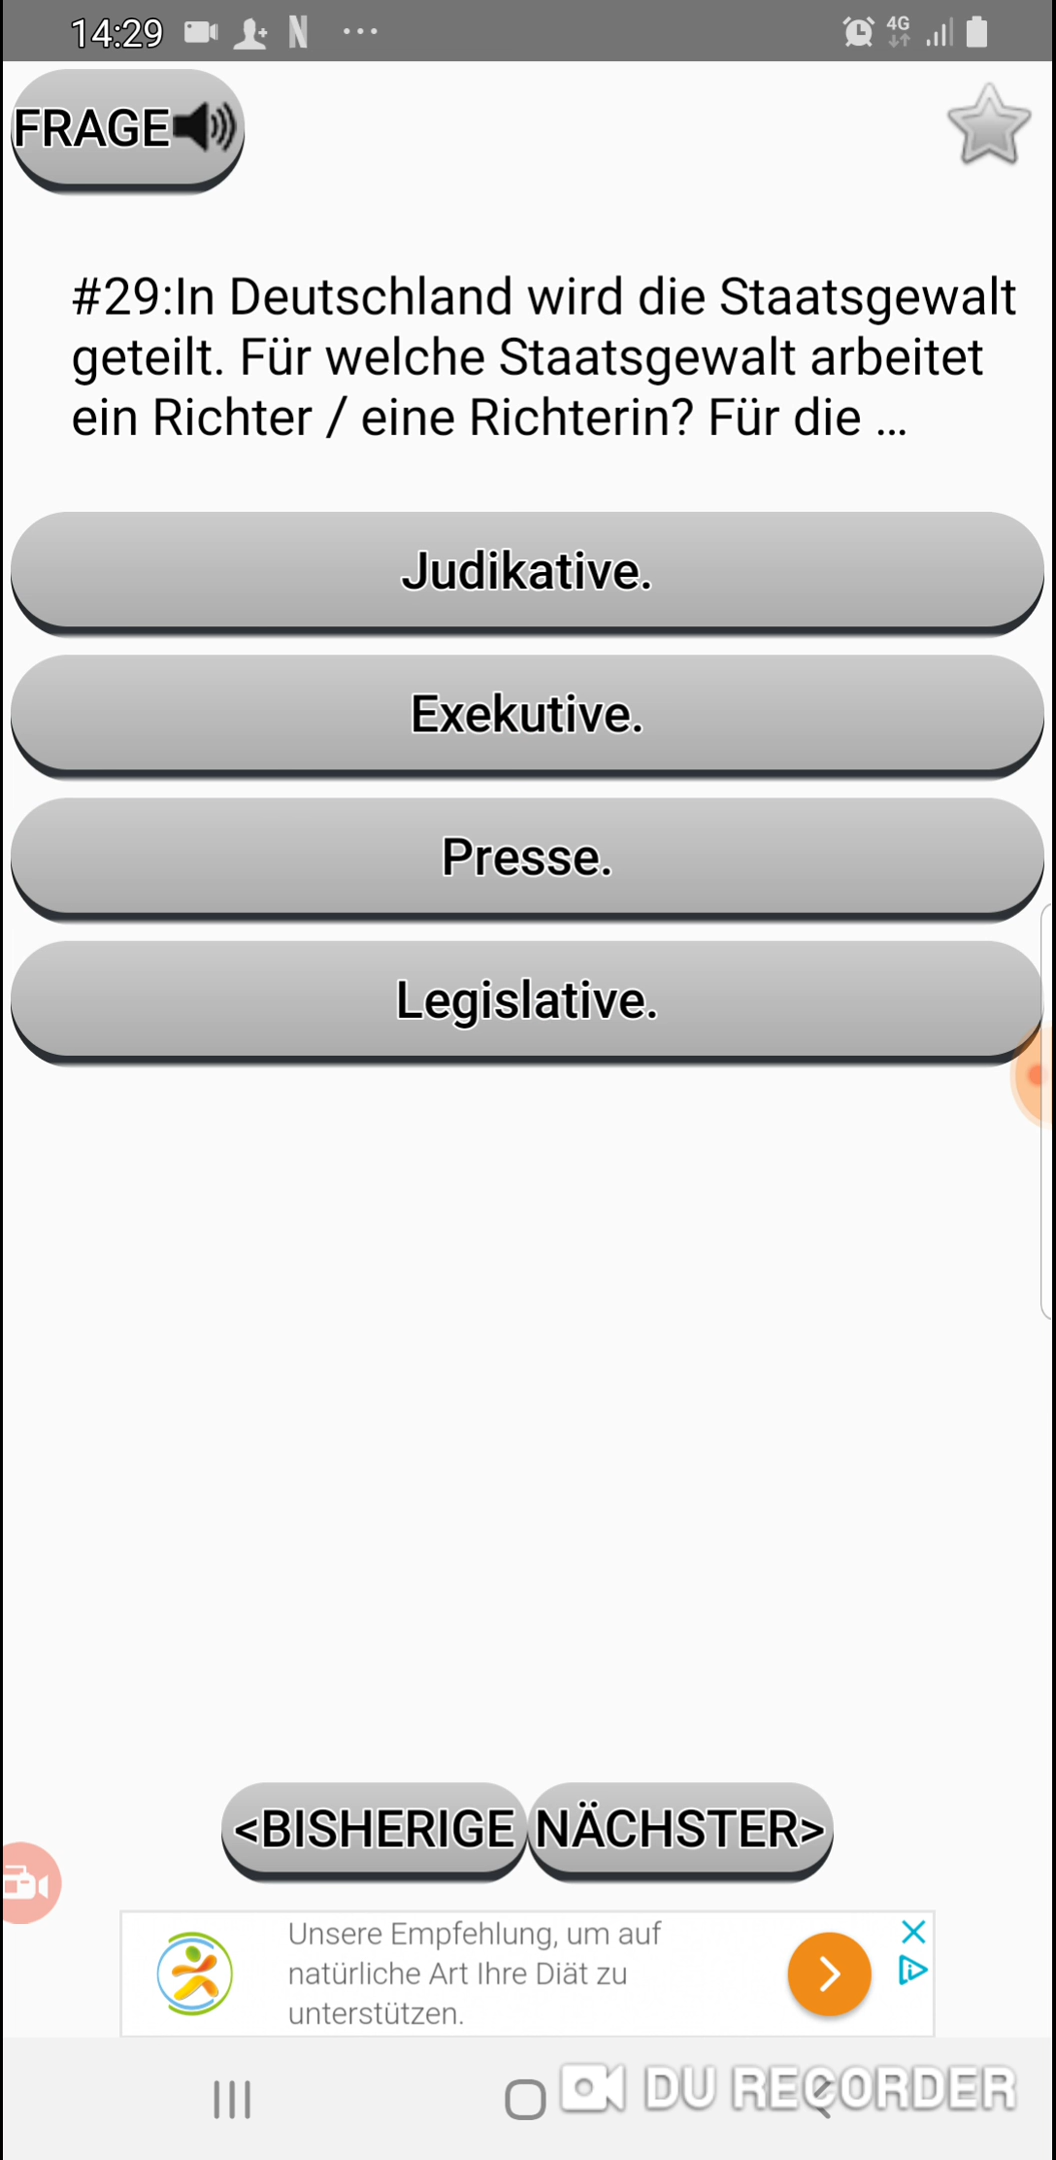 14:29 N ... 4G
FRAGE
#29:In Deutschland wird die Staatsgewalt
geteilt. Für welche Staatsgewalt arbeitet
ein Richter / eine Richterin? Für die ...
Judikative.
Exekutive.
Presse.
Legislative.
<BISHERIGE NÄCHSTER>
Unsere Empfehlung, um auf
natürliche Art Ihre Diät zu
unterstützen.
DU RECORDER